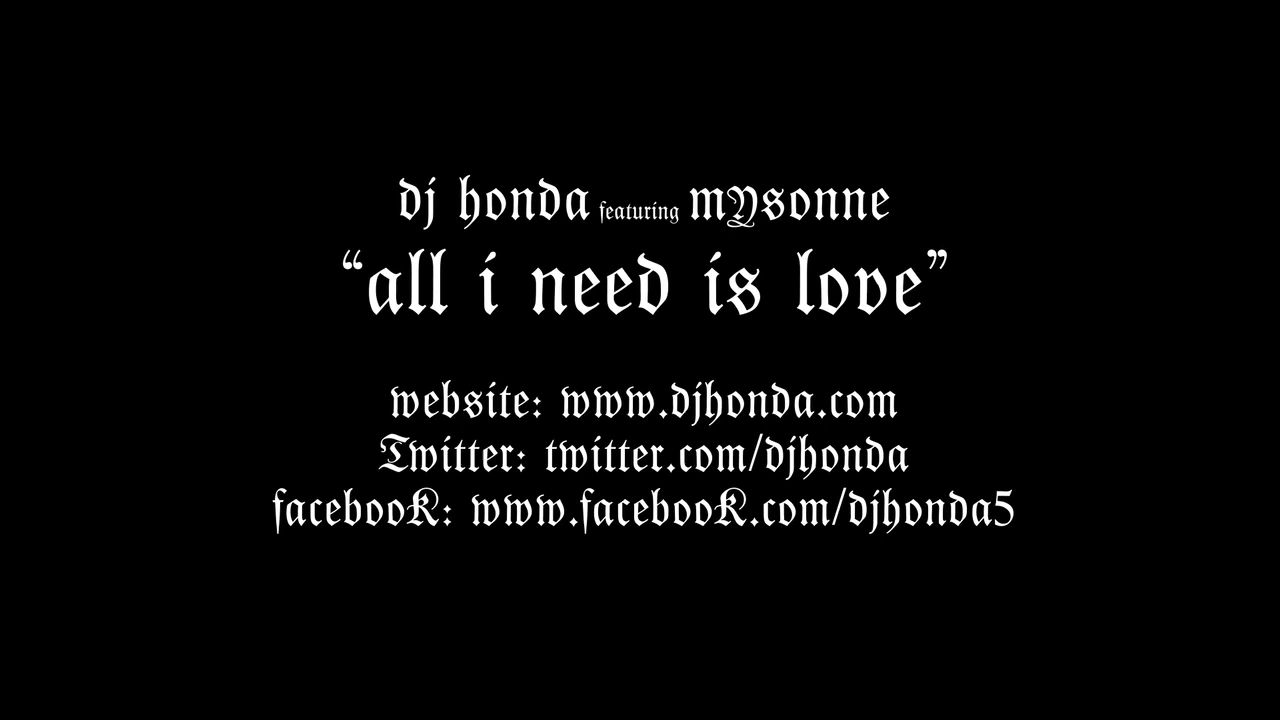 dj honda featuring mYsonne
“all i need is love”
website: www.djhonda.com
Twitter: twitter.com/djhonda
facebooK: www.facebooK.com/djhonda5